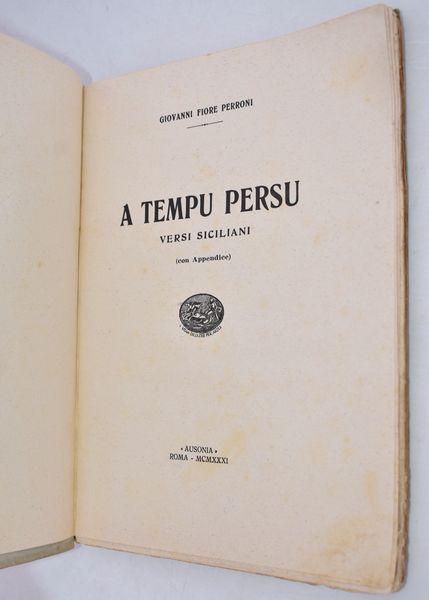 GIOVANNI FIORE PERRONI
A TEMPU PERSU
VERSI SICILIANI
(con Appendice)
« AUSONIA »
ROMA - MCMXXXI